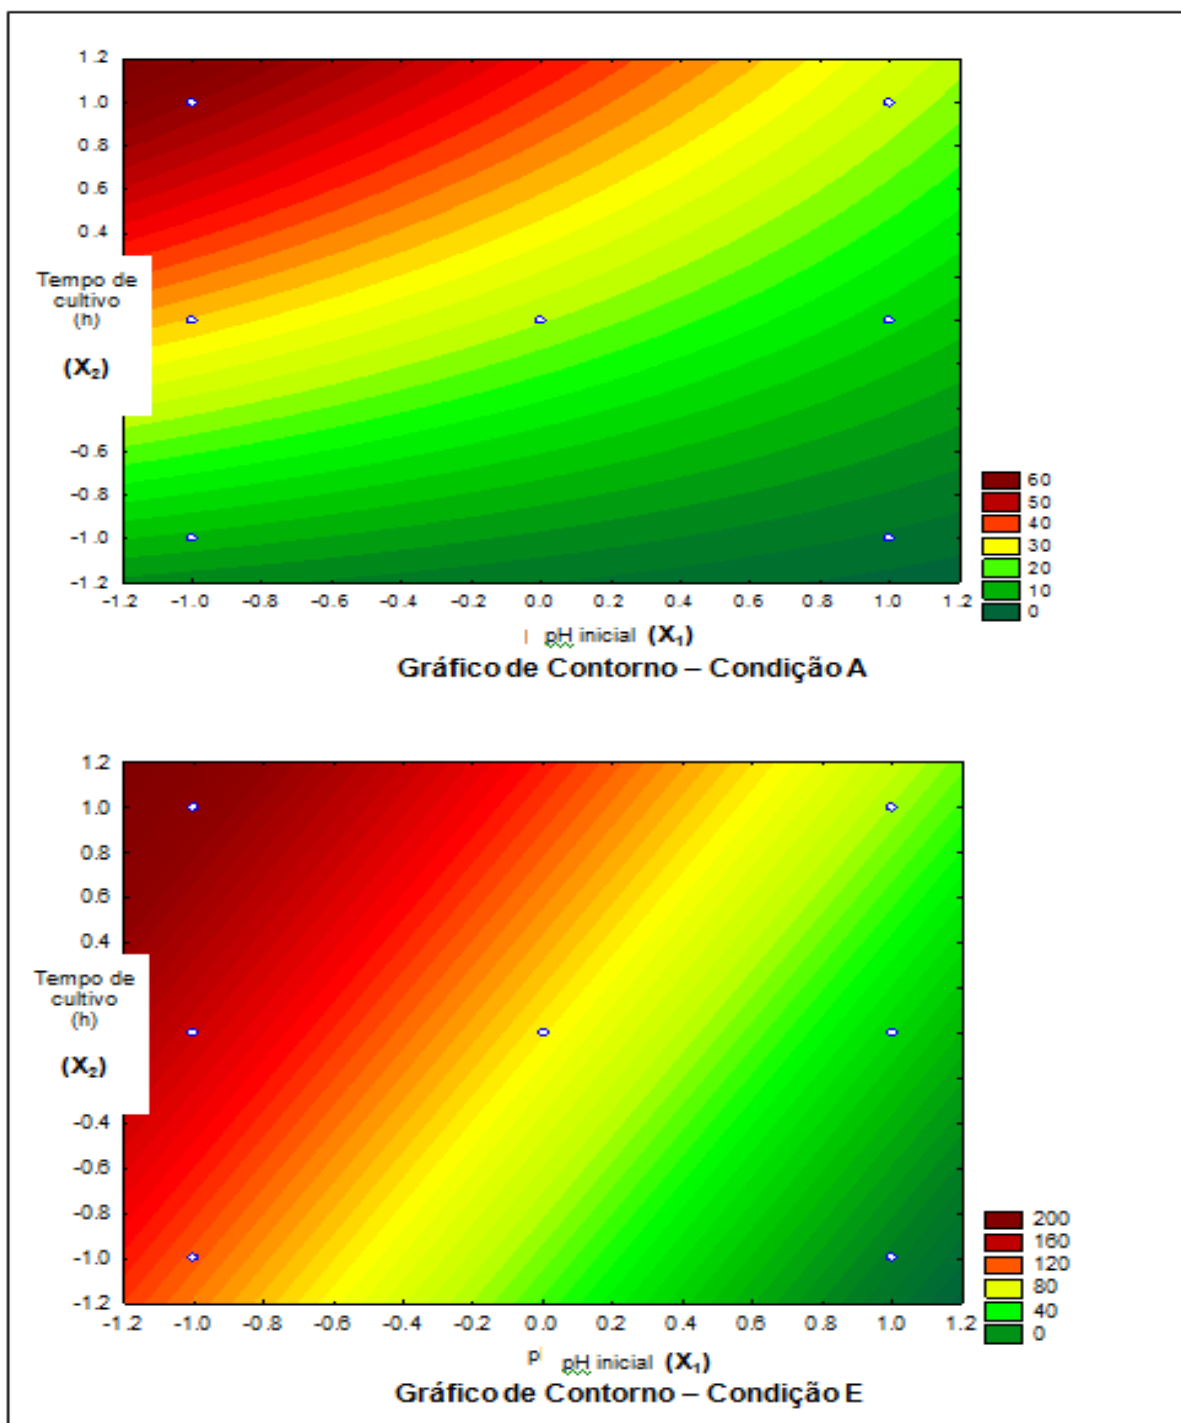 1.2
1.0
0.8
0.6
0.4
Tempo de
cultivo
(h)
(X₂)
-0.6
-0.8
-1.0
-1.2
-1.2 -1.0 -0.8 -0.6 -0.4 -0.2 0.0 0.2 0.4 0.6 0.8 1.0 1.2
60
50
40
30
20
10
0
pH inicial (X₁)
Gráfico de Contorno – Condição A
1.2
1.0
0.8
0.6
0.4
Tempo de
cultivo
(h)
(X₂)
-0.4
-0.6
-0.8
-1.0
-1.2
-1.2 -1.0 -0.8 -0.6 -0.4 -0.2 0.0 0.2 0.4 0.6 0.8 1.0 1.2
200
160
120
80
40
0
p pH inicial (X₁)
Gráfico de Contorno – Condição E